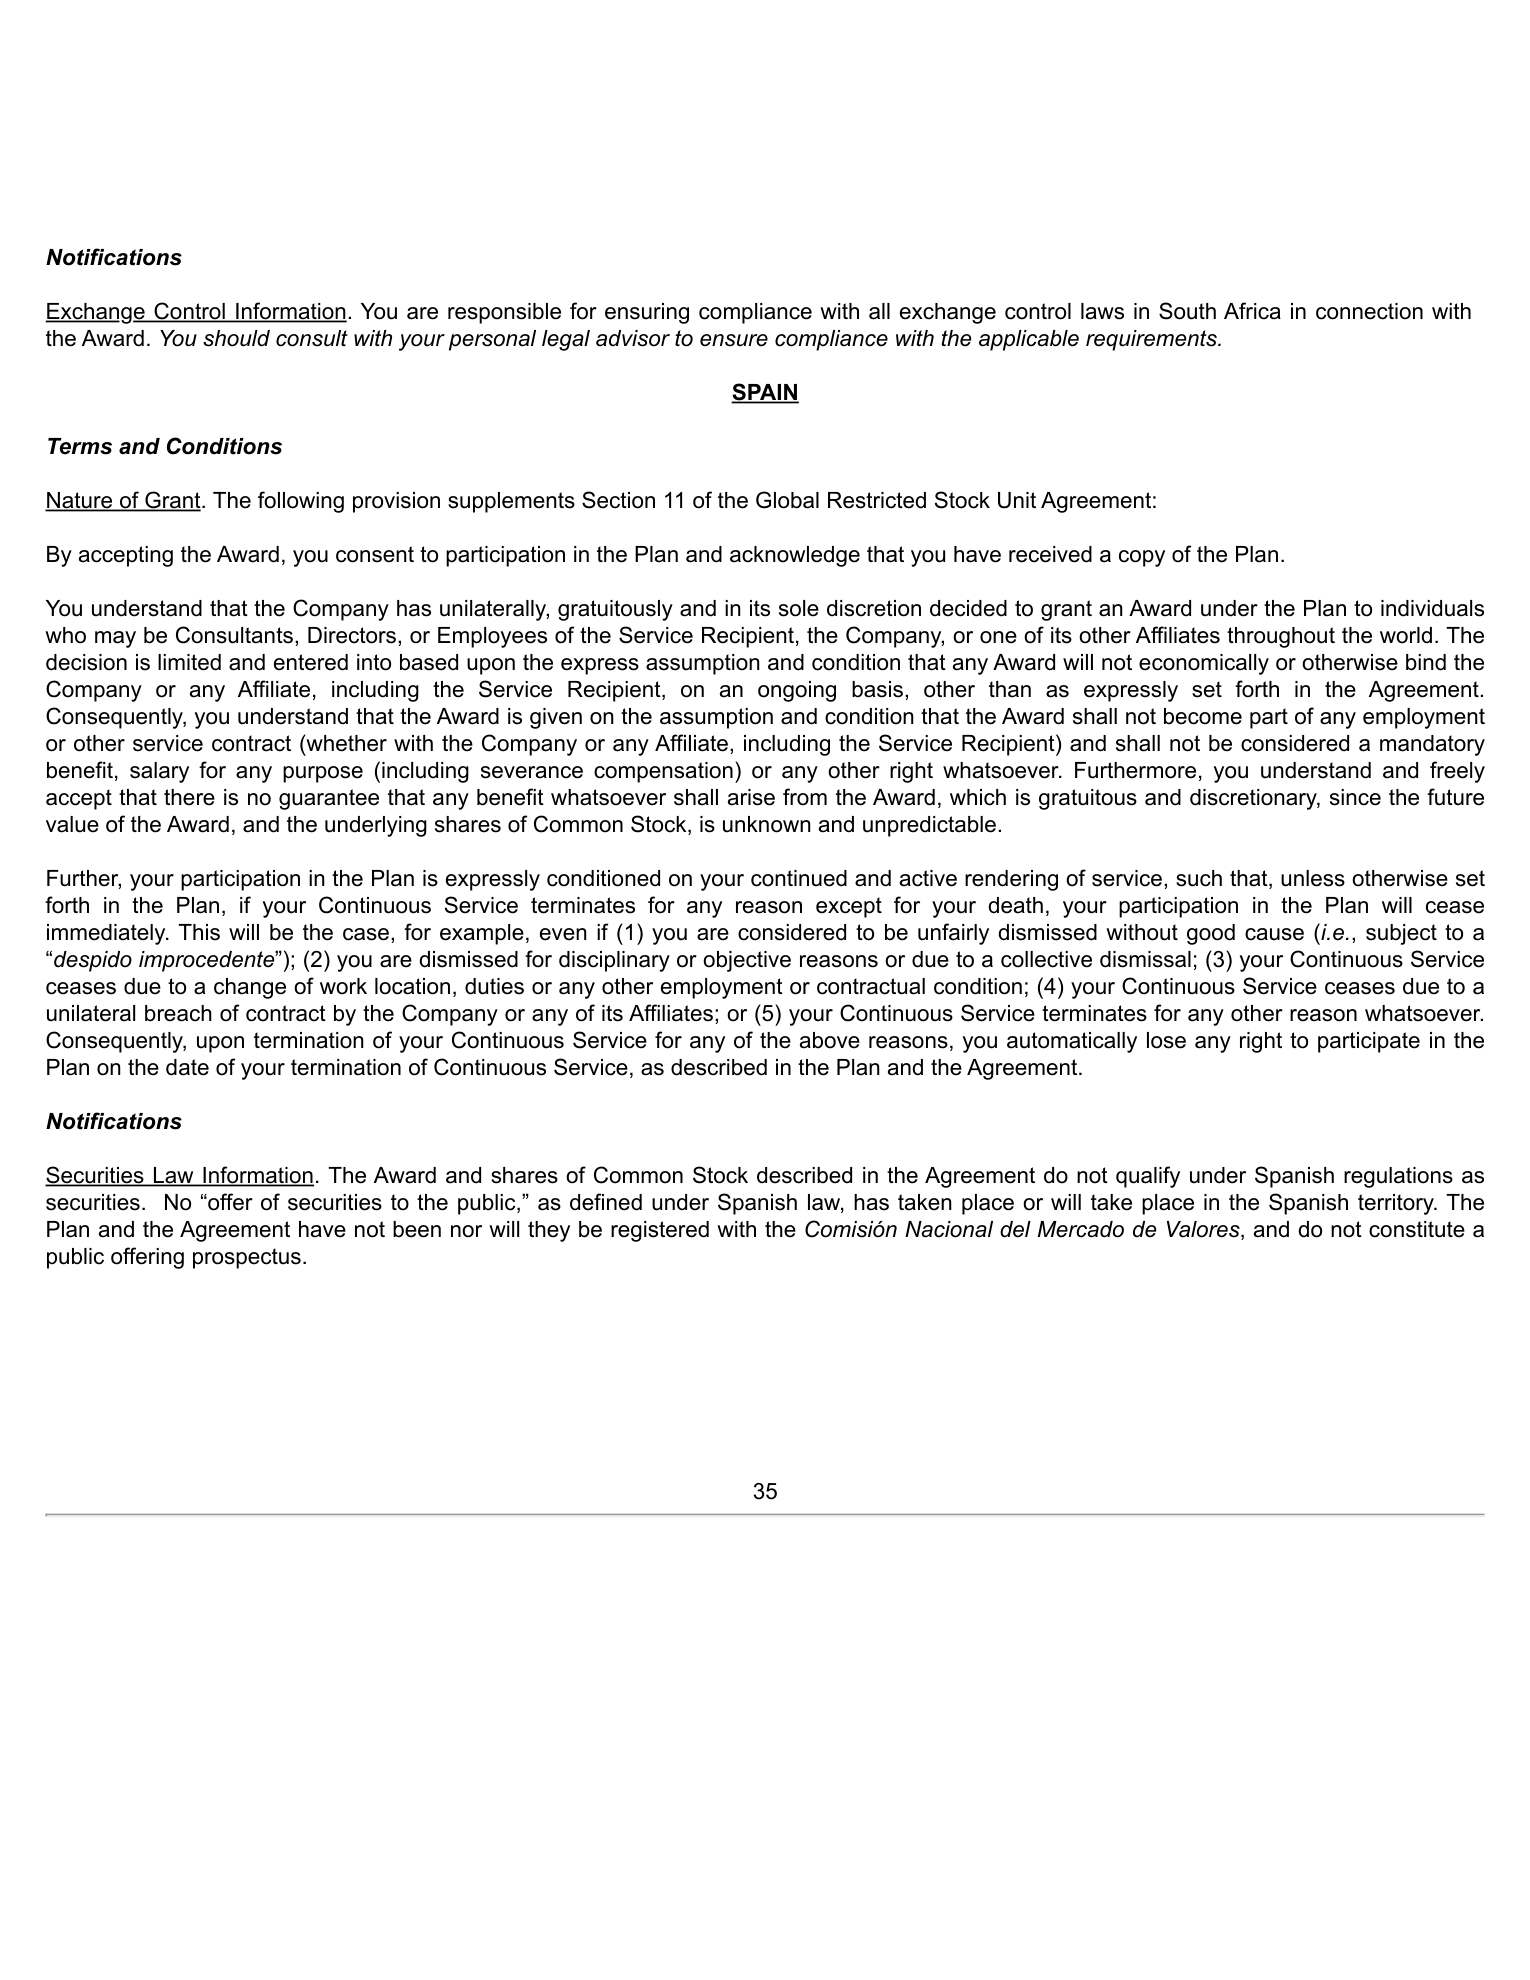 Notifications
Exchange Control Information. You are responsible for ensuring compliance with all exchange control laws in South Africa in connection with
the Award. You should consult with your personal legal advisor to ensure compliance with the applicable requirements.
SPAIN
Terms and Conditions
Nature of Grant. The following provision supplements Section 11 of the Global Restricted Stock Unit Agreement:
By accepting the Award, you consent to participation in the Plan and acknowledge that you have received a copy of the Plan.
You understand that the Company has unilaterally, gratuitously and in its sole discretion decided to grant an Award under the Plan to individuals
who may be Consultants, Directors, or Employees of the Service Recipient, the Company, or one of its other Affiliates throughout the world. The
decision is limited and entered into based upon the express assumption and condition that any Award will not economically or otherwise bind the
Company or any Affiliate, including the Service Recipient, on an ongoing basis, other than as expressly set forth in the Agreement.
Consequently, you understand that the Award is given on the assumption and condition that the Award shall not become part of any employment
or other service contract (whether with the Company or any Affiliate, including the Service Recipient) and shall not be considered a mandatory
benefit, salary for any purpose (including severance compensation) or any other right whatsoever. Furthermore, you understand and freely
accept that there is no guarantee that any benefit whatsoever shall arise from the Award, which is gratuitous and discretionary, since the future
value of the Award, and the underlying shares of Common Stock, is unknown and unpredictable.
Further, your participation in the Plan is expressly conditioned on your continued and active rendering of service, such that, unless otherwise set
forth in the Plan, if your Continuous Service terminates for any reason except for your death, your participation in the Plan will cease
immediately. This will be the case, for example, even if (1) you are considered to be unfairly dismissed without good cause (i.e., subject to a
“despido improcedente”); (2) you are dismissed for disciplinary or objective reasons or due to a collective dismissal; (3) your Continuous Service
ceases due to a change of work location, duties or any other employment or contractual condition; (4) your Continuous Service ceases due to a
unilateral breach of contract by the Company or any of its Affiliates; or (5) your Continuous Service terminates for any other reason whatsoever.
Consequently, upon termination of your Continuous Service for any of the above reasons, you automatically lose any right to participate in the
Plan on the date of your termination of Continuous Service, as described in the Plan and the Agreement.
Notifications
Securities Law Information. The Award and shares of Common Stock described in the Agreement do not qualify under Spanish regulations as
securities.  No “offer of securities to the public,” as defined under Spanish law, has taken place or will take place in the Spanish territory. The
Plan and the Agreement have not been nor will they be registered with the Comisión Nacional del Mercado de Valores, and do not constitute a
public offering prospectus.
35